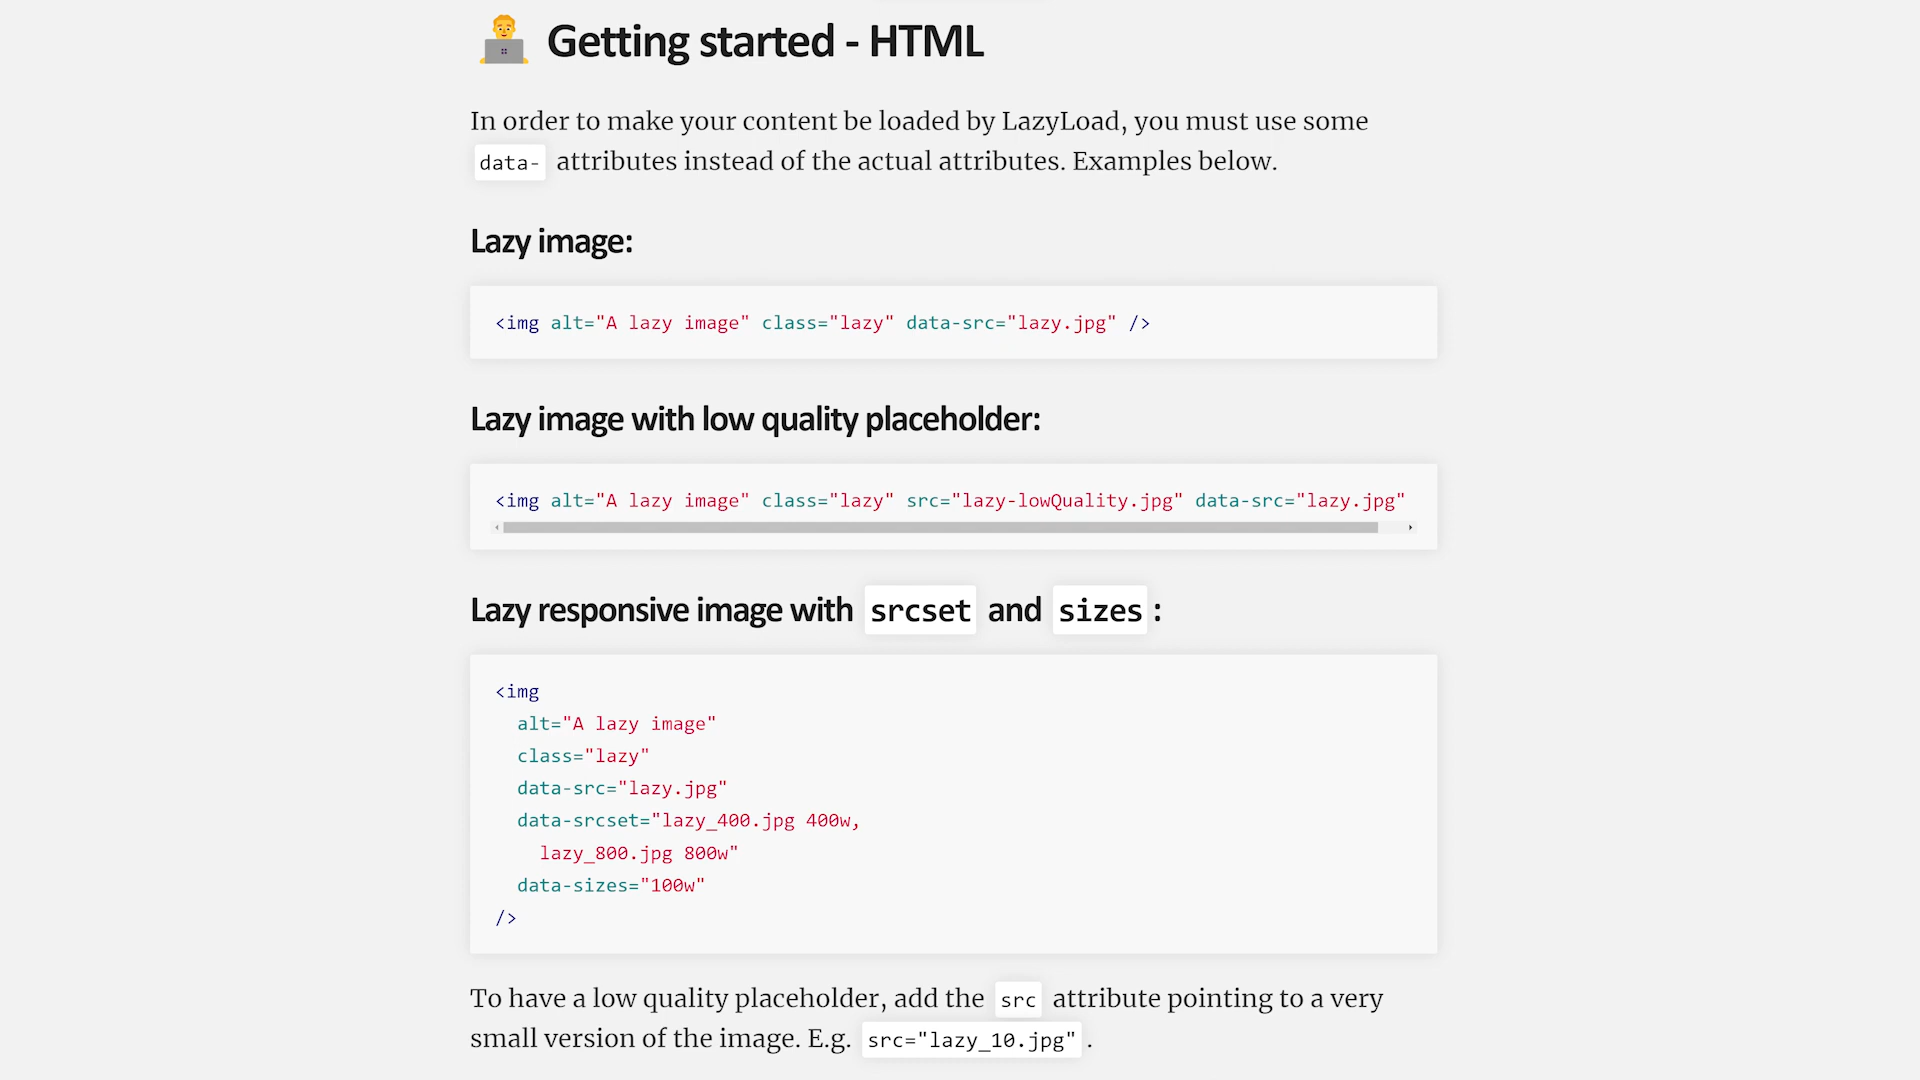 Getting started - HTML
In order to make your content be loaded by LazyLoad, you must use some
data- attributes instead of the actual attributes. Examples below.
Lazy image:
<img alt="A lazy image" class="lazy" data-src="lazy.jpg" />
Lazy image with low quality placeholder:
<img alt="A lazy image" class="lazy" src="lazy-lowQuality.jpg" data-src="lazy.jpg"
Lazy responsive image with srcset and sizes :
<img
alt="A lazy image"
class="lazy"
data-src="lazy.jpg"
data-srcset="lazy_400.jpg 400w,
lazy_800.jpg 800w"
data-sizes="100w"
/>
To have a low quality placeholder, add the src attribute pointing to a very
small version of the image. E.g. src="lazy_10.jpg" .